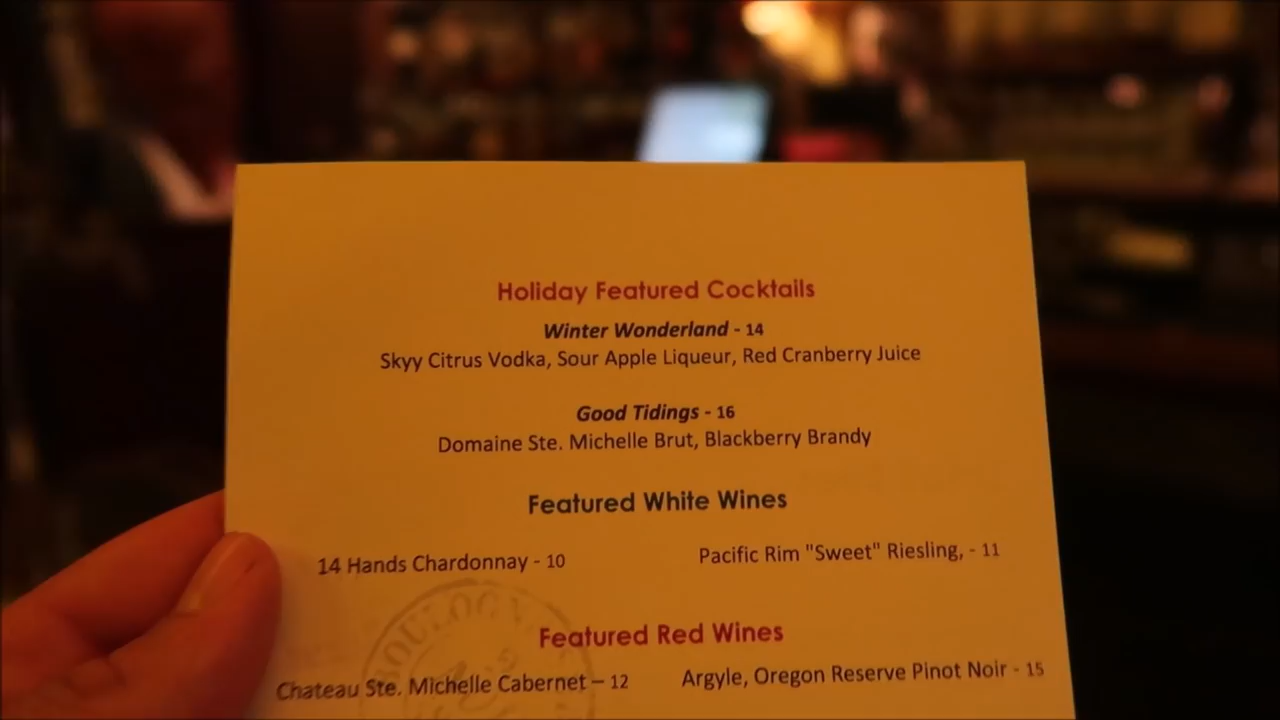 Holiday Featured Cocktails
Winter Wonderland - 14
Skyy Citrus Vodka, Sour Apple Liqueur, Red Cranberry Juice
Good Tidings - 16
Domaine Ste. Michelle Brut, Blackberry Brandy
Featured White Wines
14 Hands Chardonnay - 10 Pacific Rim "Sweet" Riesling, - 11
Featured Red Wines
Chateau Ste. Michelle Cabernet – 12 Argyle, Oregon Reserve Pinot Noir - 15